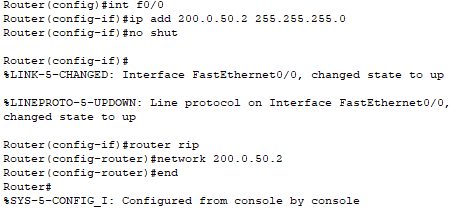 Router(config)#int f0/0
Router(config-if)#ip add 200.0.50.2 255.255.255.0
Router(config-if)#no shut
Router(config-if)#
%LINK-5-CHANGED: Interface FastEthernet0/0, changed state to up
%LINEPROTO-5-UPDOWN: Line protocol on Interface FastEthernet0/0,
changed state to up
Router(config-if)#router rip
Router(config-router)#network 200.0.50.2
Router(config-router)#end
Router#
%SYS-5-CONFIG_I: Configured from console by console